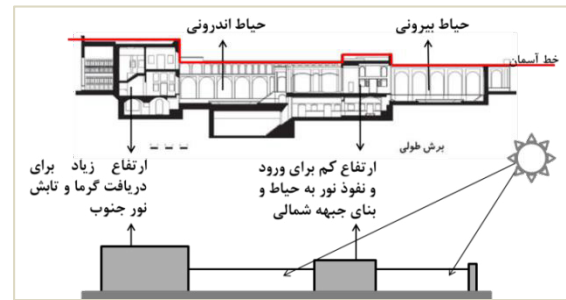 حیاط بیرونی
حیاط اندرونی
خط آسمان
برش طولی
ارتفاع کم برای ورود
و نفوذ نور به حیاط و
بنای جبهه شمالی
ارتفاع زیاد برای
دریافت گرما و تابش
نور جنوب